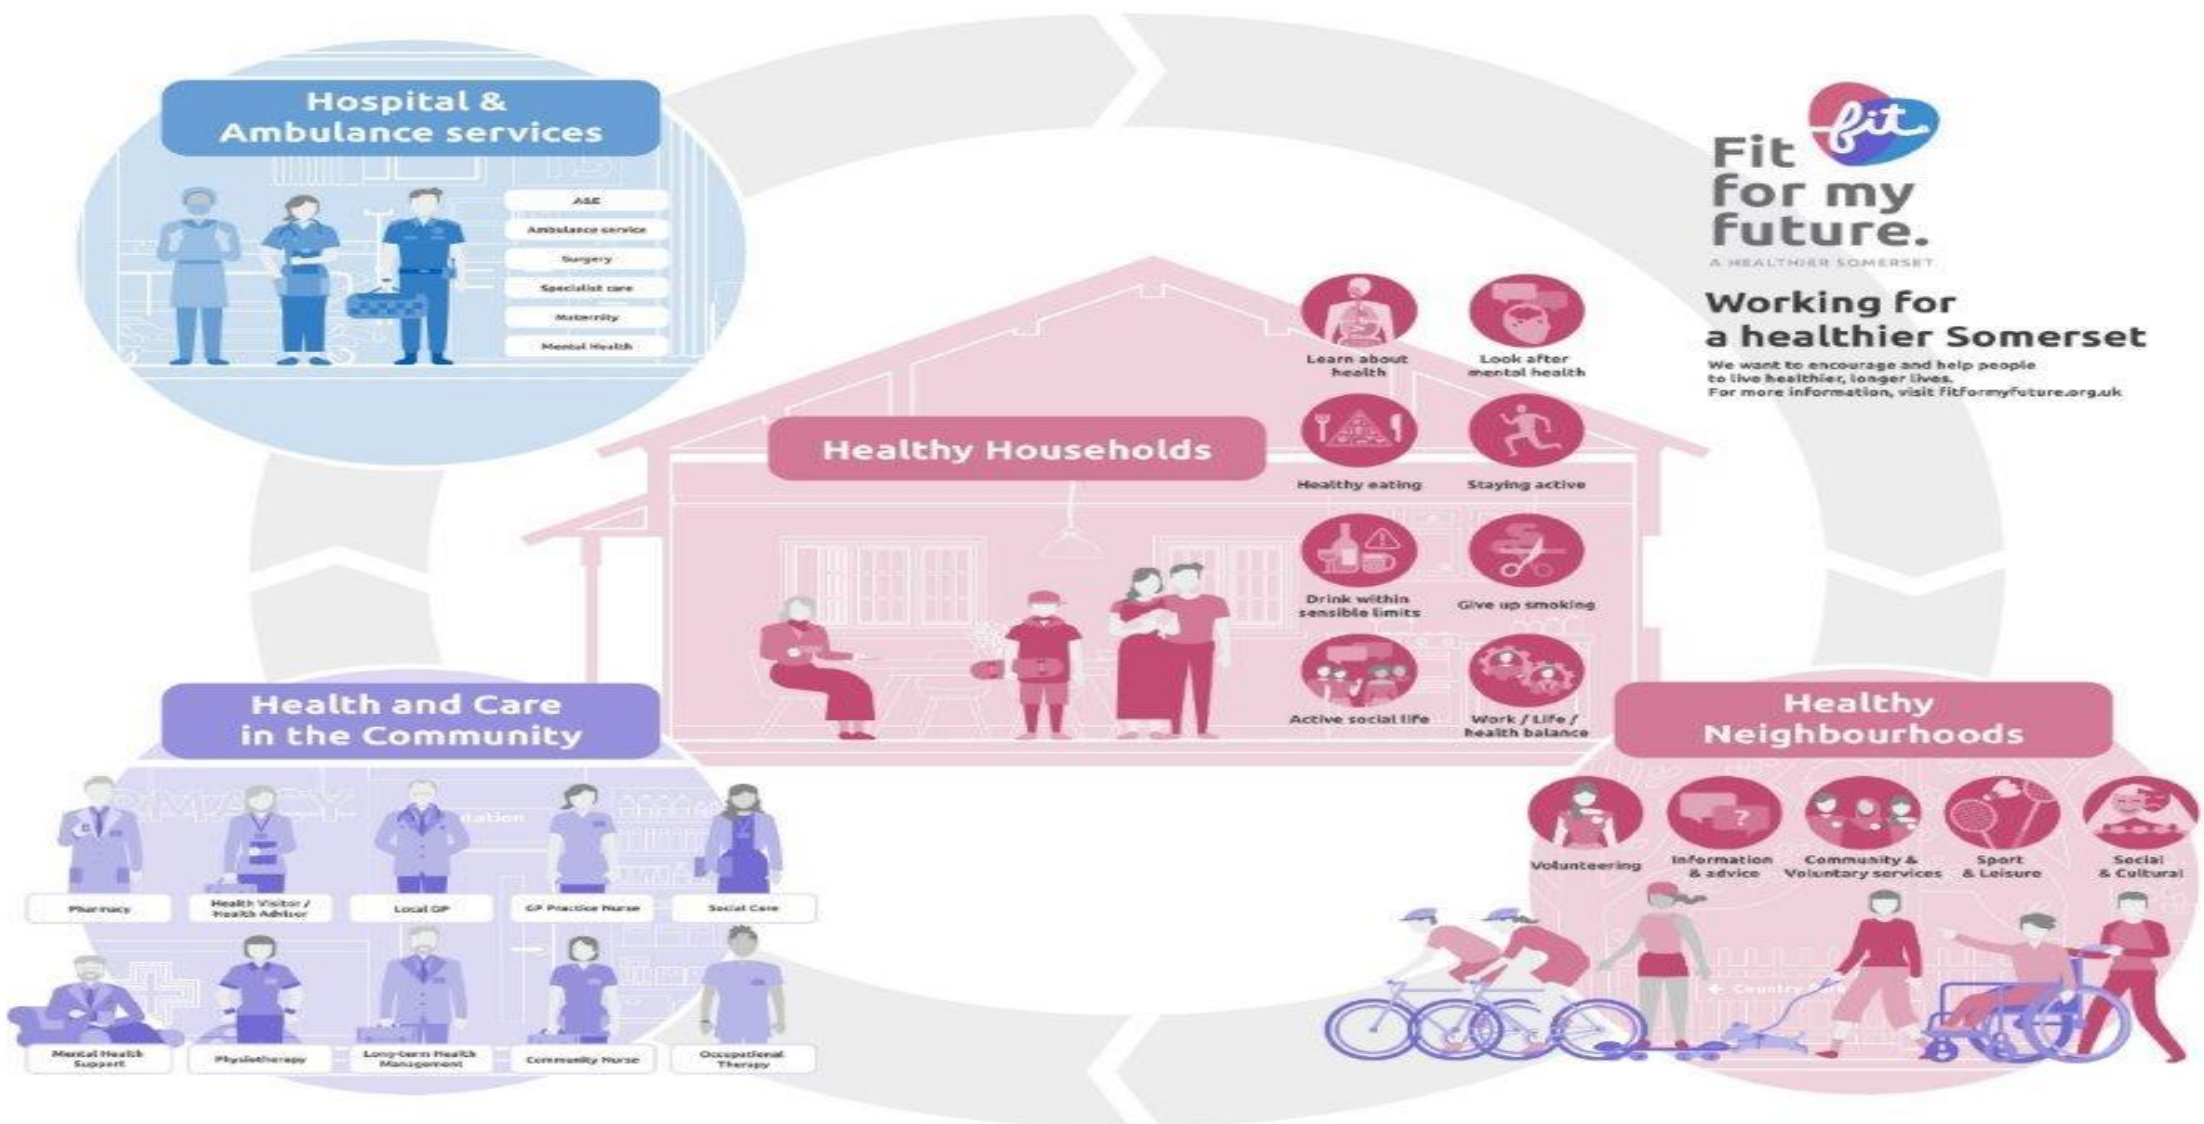 Hospital &
Ambulance services
A&E
Ambulance service
Surgery
Specialist care
Maternity
Mental Health
fit
Fit
for my
future.
A HEALTHIER SOMERSET
Working for
a healthier Somerset
We want to encourage and help people
to live healthier, longer lives.
For more information, visit fitformyfuture.org.uk
Healthy Households
Learn about
health
Look after
mental health
Healthy eating
Staying active
Drink within
sensible limits
Give up smoking
Active social life
Work / Life /
health balance
Health and Care
in the Community
Pharmacy
Health Visitor /
Health Advisor
Local GP
GP Practice Nurse
Social Care
Mental Health
Support
Physiotherapy
Long-term Health
Management
Community Nurse
Occupational
Therapy
Healthy
Neighbourhoods
Volunteering
Information
& advice
Community &
Voluntary services
Sport
& Leisure
Social
& Cultural
Country Park